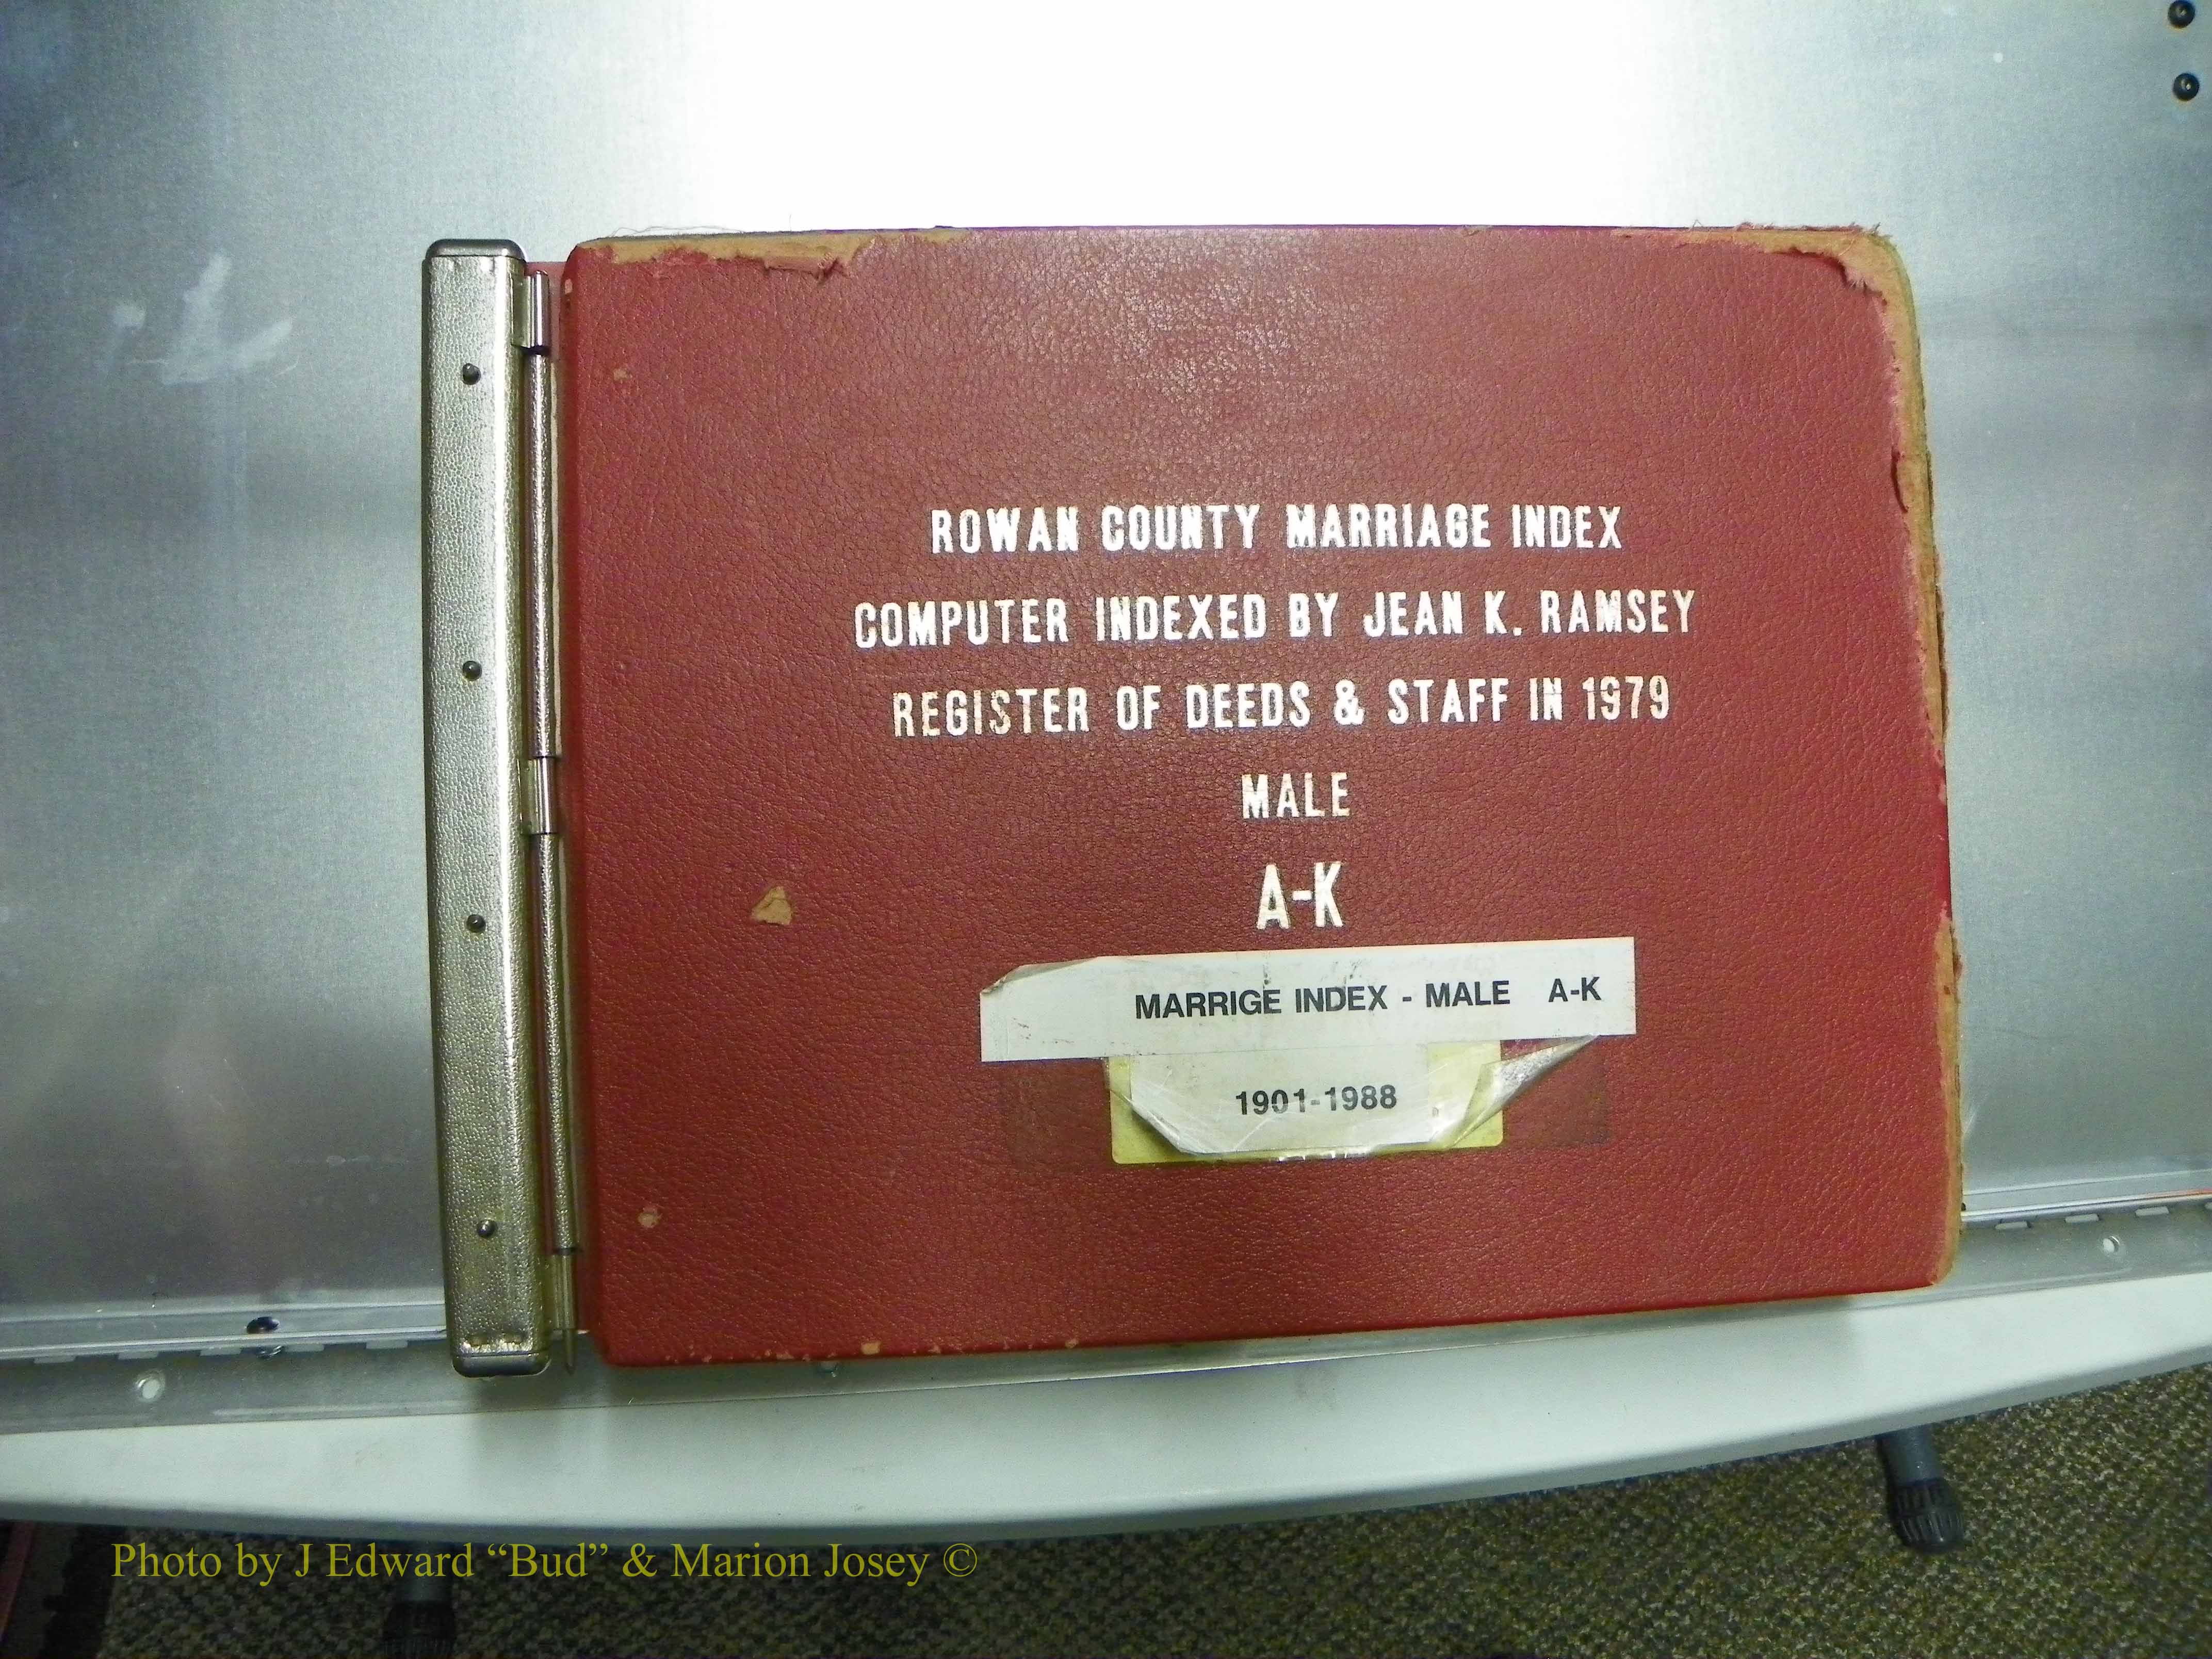 ROWAN COUNTY MARRIAGE INDEX
COMPUTER INDEXED BY JEAN K. RAMSEY
REGISTER OF DEEDS & STAFF IN 1979
MALE
A-K
MARRIGE INDEX - MALE A-K
1901-1988
Photo by J Edward “Bud” & Marion Josey ©